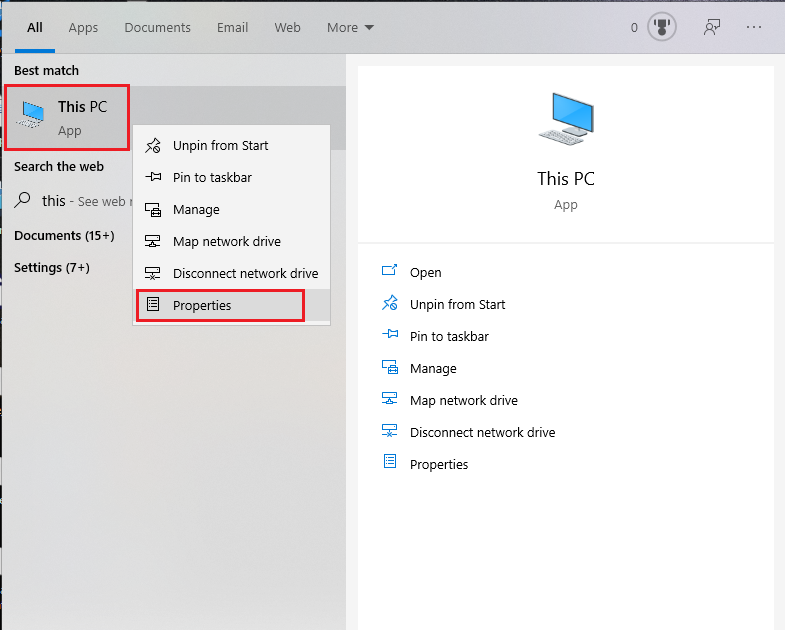 All Apps Documents Email Web More 0 ...
Best match
This PC
App
Search the web
this - See web r
Documents (15+)
Settings (7+)
Unpin from Start
Pin to taskbar
Manage
Map network drive
Disconnect network drive
Properties
This PC
App
Open
Unpin from Start
Pin to taskbar
Manage
Map network drive
Disconnect network drive
Properties